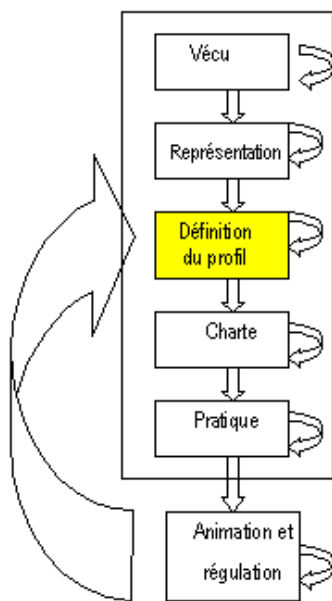 Vécu
Représentation
Définition
du profil
Charte
Pratique
Animation et
régulation